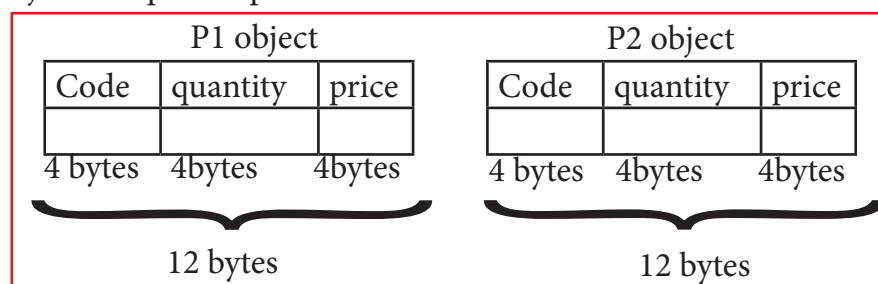 P1 object P2 object
Code quantity price Code quantity price
4 bytes 4bytes 4bytes 4 bytes 4bytes 4bytes
12 bytes 12 bytes